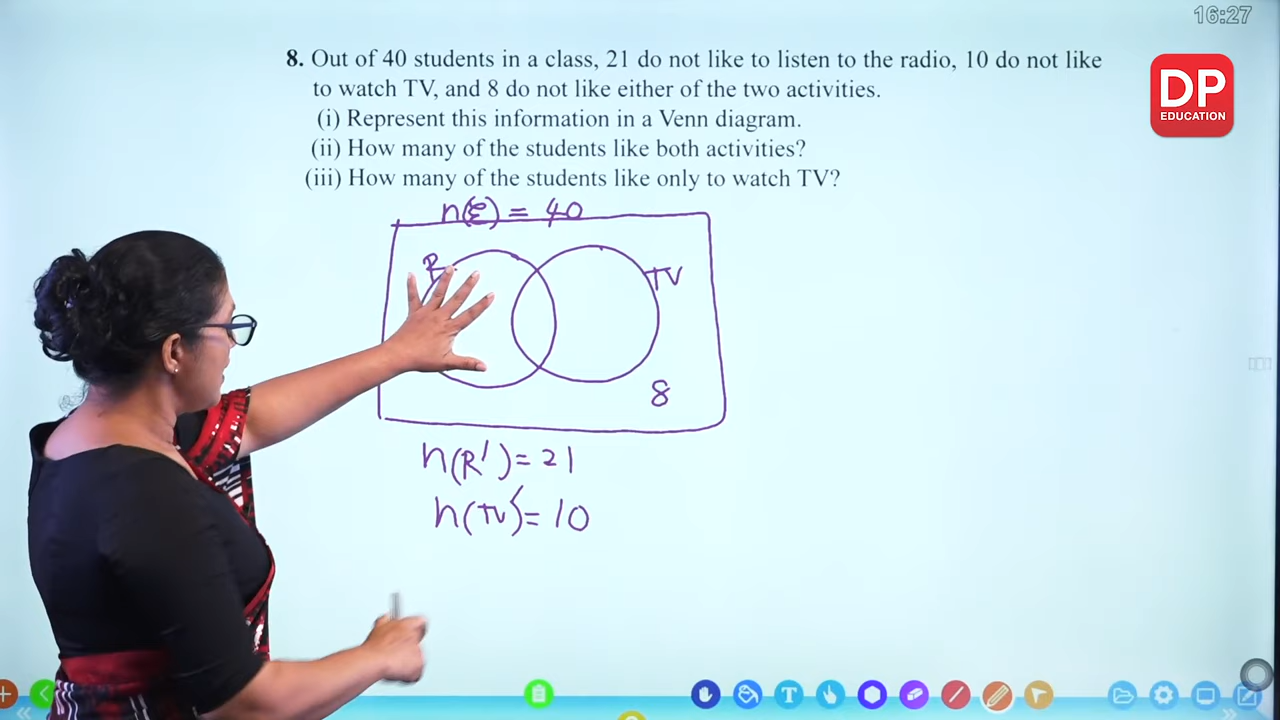 16:27
8. Out of 40 students in a class, 21 do not like to listen to the radio, 10 do not like
to watch TV, and 8 do not like either of the two activities.
(i) Represent this information in a Venn diagram.
(ii) How many of the students like both activities?
(iii) How many of the students like only to watch TV?
DP
EDUCATION
n(ξ) = 40
R
TV
8
n(R') = 21
n(TV)' = 10
T